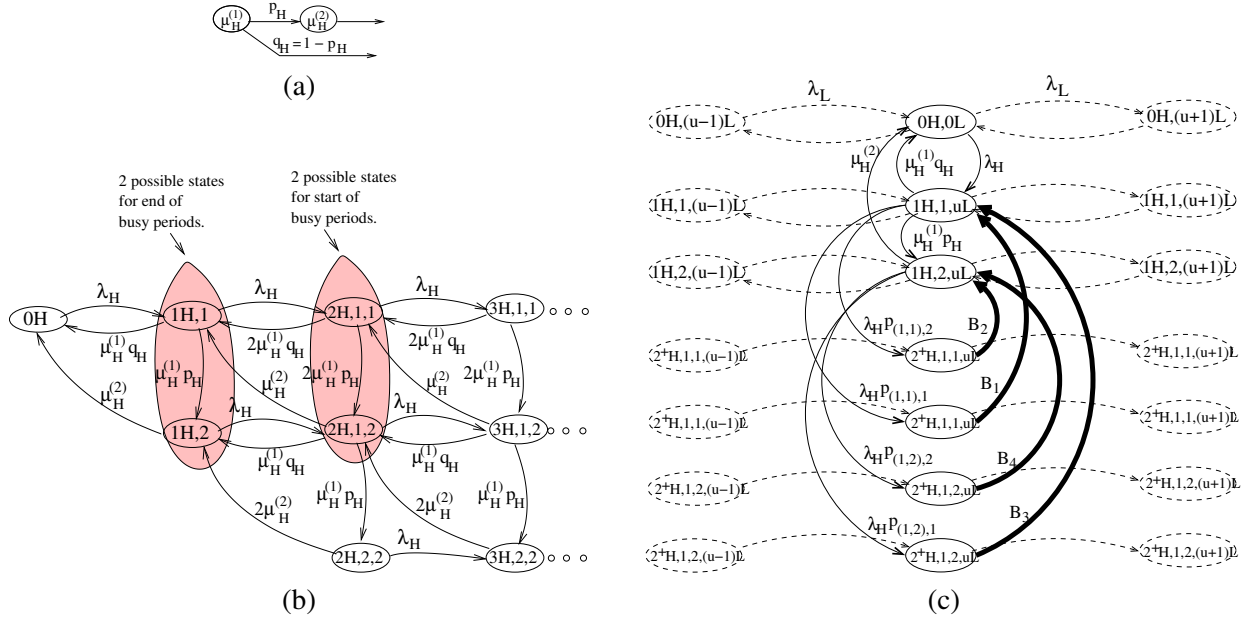 μ_H^(1) p_H μ_H^(2)
q_H = 1 − p_H
(a)
2 possible states
for end of
busy periods.
2 possible states
for start of
busy periods.
λ_H λ_H λ_H
0H 1H,1 2H,1,1 3H,1,1 ∘ ∘ ∘
μ_H^(1) q_H 2μ_H^(1) q_H 2μ_H^(1) q_H
μ_H^(2) μ_H^(1) p_H μ_H^(2) 2μ_H^(1) p_H μ_H^(2) 2μ_H^(1) p_H
λ_H λ_H
1H,2 2H,1,2 3H,1,2 ∘ ∘ ∘
μ_H^(1) q_H μ_H^(1) q_H
2μ_H^(2) μ_H^(1) p_H 2μ_H^(2) μ_H^(1) p_H
λ_H
2H,2,2 3H,2,2 ∘ ∘ ∘
(b)
λ_L λ_L
0H,(u−1)L 0H,0L 0H,(u+1)L
μ_H^(2) μ_H^(1) q_H λ_H
1H,1,(u−1)L 1H,1,uL 1H,1,(u+1)L
μ_H^(1) p_H
1H,2,(u−1)L 1H,2,uL 1H,2,(u+1)L
λ_H p_(1,1),2 B_2
2⁺H,1,1,(u−1)L 2⁺H,1,1,uL 2⁺H,1,1,(u+1)L
λ_H p_(1,1),1 B_1
2⁺H,1,1,(u−1)L 2⁺H,1,1,uL 2⁺H,1,1,(u+1)L
λ_H p_(1,2),2 B_4
2⁺H,1,2,(u−1)L 2⁺H,1,2,uL 2⁺H,1,2,(u+1)L
λ_H p_(1,2),1 B_3
2⁺H,1,2,(u−1)L 2⁺H,1,2,uL 2⁺H,1,2,(u+1)L
(c)